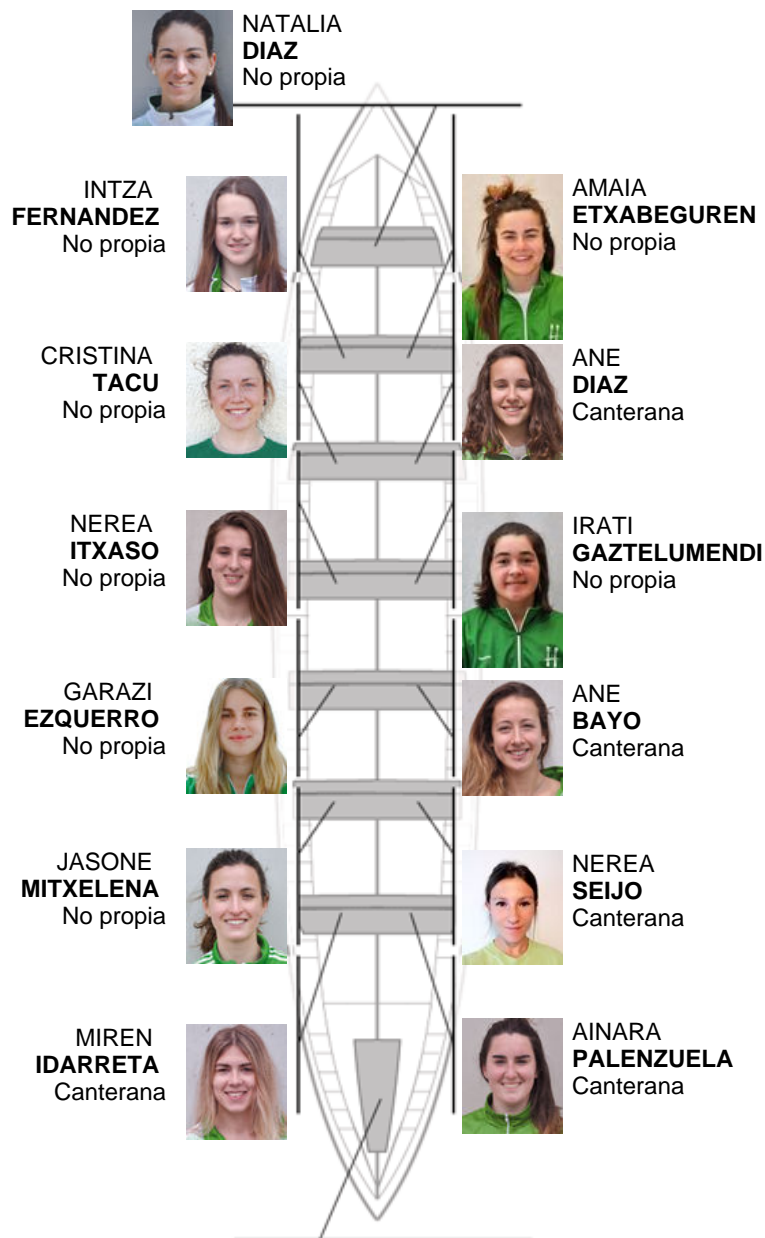 NATALIA
DIAZ
No propia
INTZA
FERNANDEZ
No propia
AMAIA
ETXABEGUREN
No propia
CRISTINA
TACU
No propia
ANE
DIAZ
Canterana
NEREA
ITXASO
No propia
IRATI
GAZTELUMENDI
No propia
GARAZI
EZQUERRO
No propia
ANE
BAYO
Canterana
JASONE
MITXELENA
No propia
NEREA
SEIJO
Canterana
MIREN
IDARRETA
Canterana
AINARA
PALENZUELA
Canterana